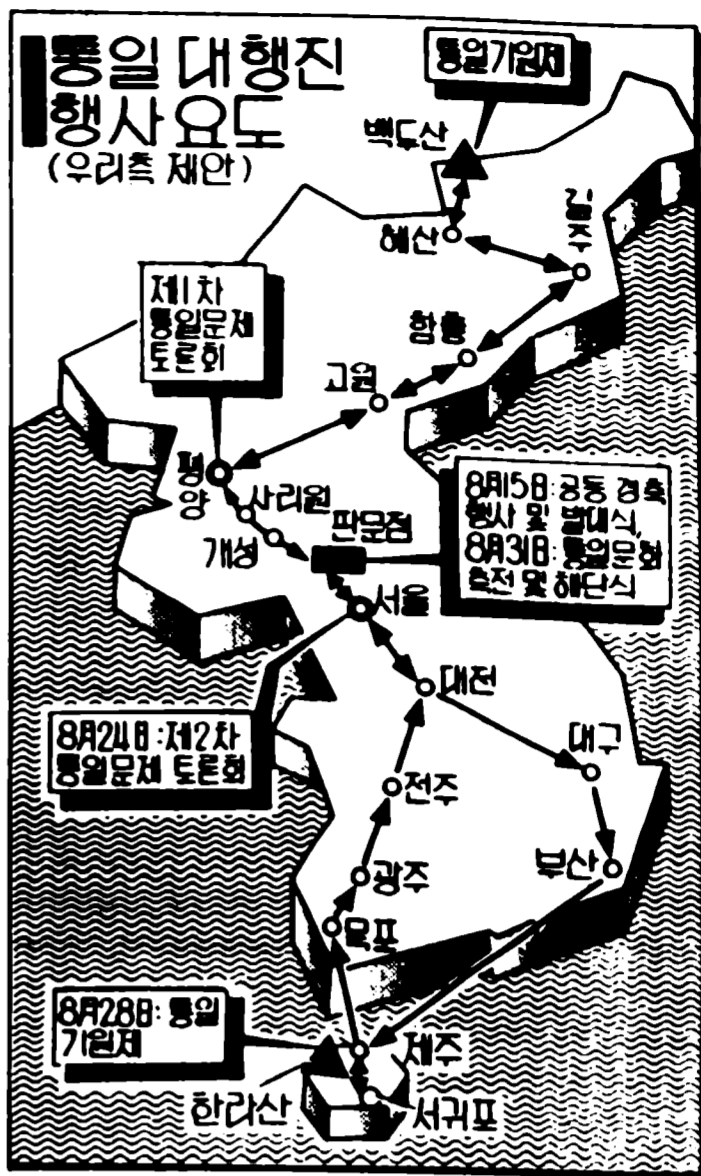 통일 대행진
행사요도
(우리측 제안)
통일기원제
백두산
혜산
길주
함흥
고원
제1차
통일문제
토론회
평양
사리원
개성
판문점
8月15日:공동 경축
행사 및 발대식,
8月31日:통일문화
축전 및 해단식
서울
대전
8月24日:제2차
통일문제 토론회
대구
전주
부산
광주
목포
8月28日:통일
기원제
제주
한라산
서귀포